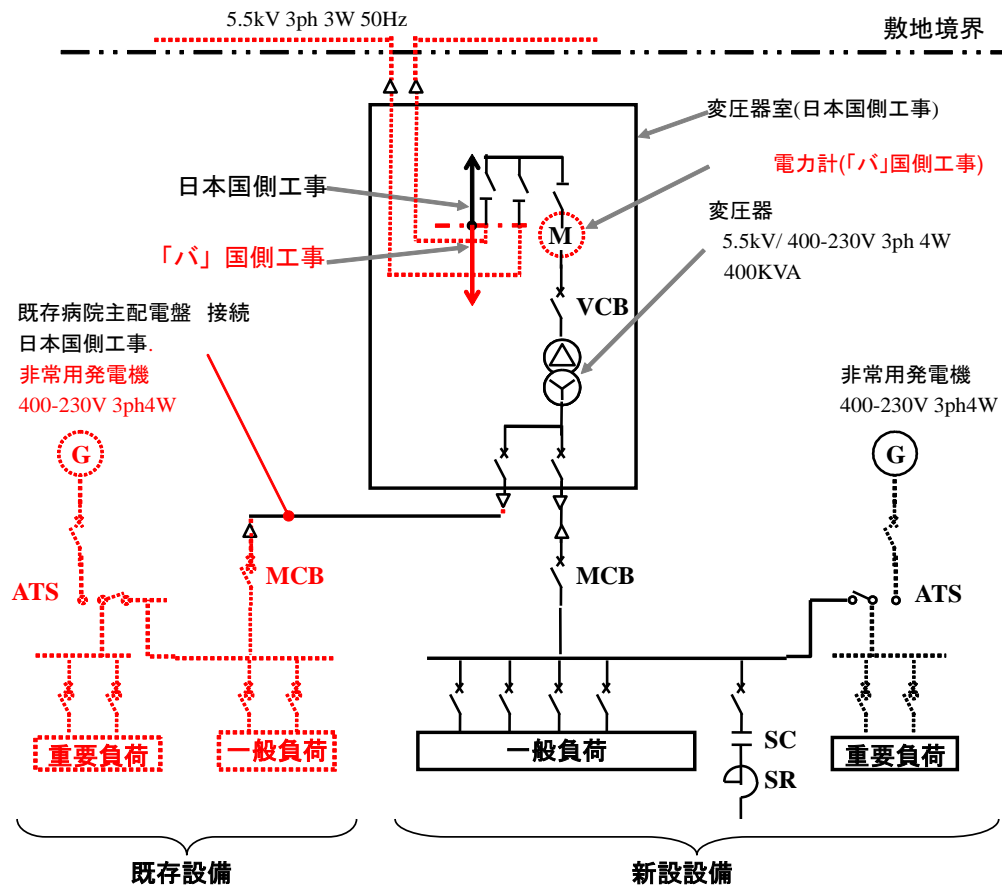 5.5kV 3ph 3W 50Hz
敷地境界
変圧器室(日本国側工事)
日本国側工事
電力計(「バ」国側工事)
変圧器
5.5kV/ 400-230V 3ph 4W
400KVA
M
「バ」国側工事
VCB
既存病院主配電盤 接続
日本国側工事.
非常用発電機
400-230V 3ph4W
非常用発電機
400-230V 3ph4W
G
G
MCB
MCB
ATS
ATS
重要負荷
一般負荷
一般負荷
SC
SR
重要負荷
既存設備
新設設備